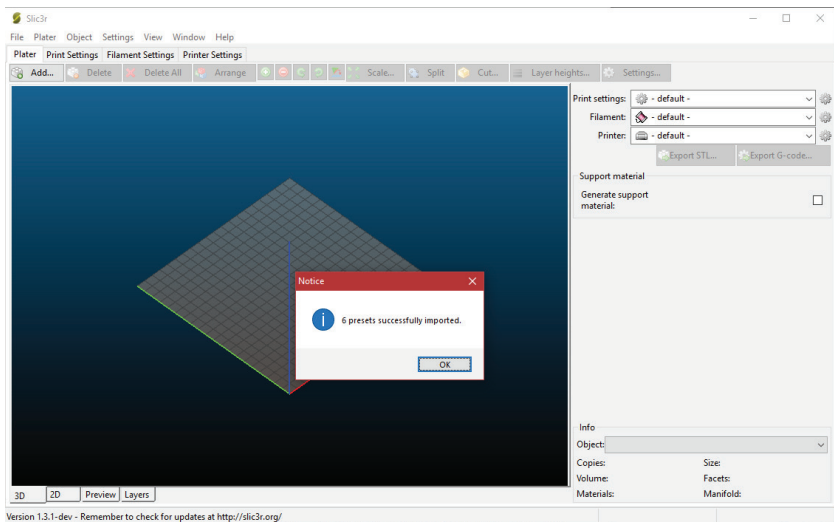 Slic3r
File Plater Object Settings View Window Help
Plater Print Settings Filament Settings Printer Settings
Add... Delete Delete All Arrange Scale... Split Cut... Layer heights... Settings...
Print settings: - default -
Filament: - default -
Printer: - default -
Export STL... Export G-code...
Support material
Generate support
material:
Notice
6 presets successfully imported.
OK
Info
Object:
Copies: Size:
Volume: Facets:
Materials: Manifold:
3D 2D Preview Layers
Version 1.3.1-dev - Remember to check for updates at http://slic3r.org/